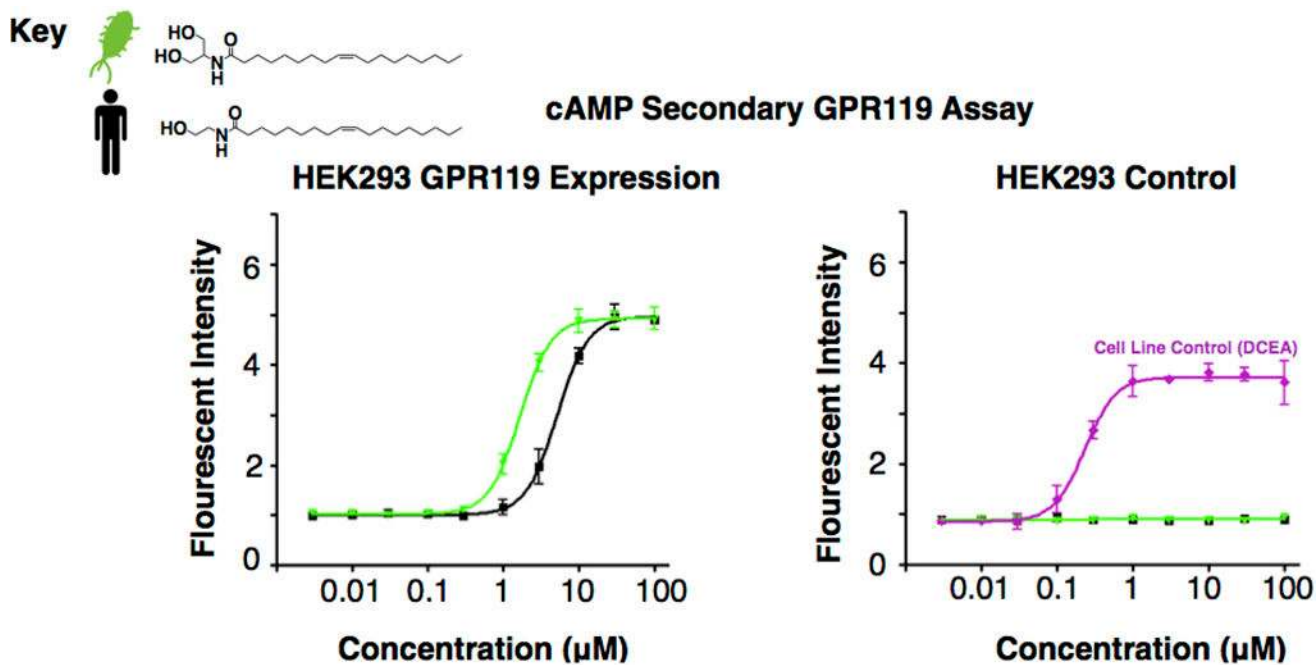 Key
HO
O
HO
N
H
O
HO
N
H
cAMP Secondary GPR119 Assay
HEK293 GPR119 Expression
HEK293 Control
Flourescent Intensity
6
4
2
0
0.01 0.1 1 10 100
Concentration (µM)
Flourescent Intensity
6
4
2
0
Cell Line Control (DCEA)
0.01 0.1 1 10 100
Concentration (µM)